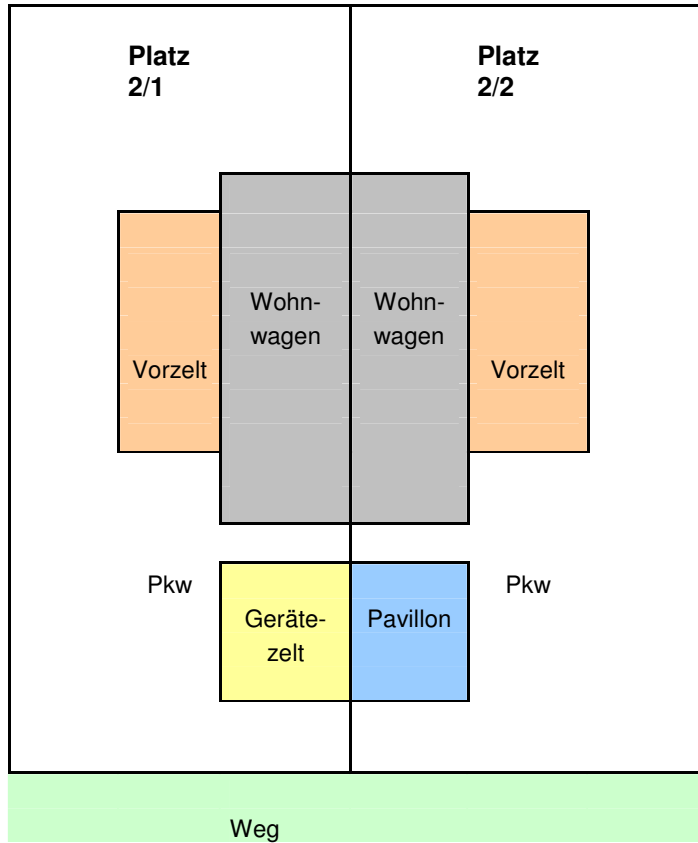 Platz
2/1
Platz
2/2
Wohn-
wagen
Wohn-
wagen
Vorzelt
Vorzelt
Pkw
Pkw
Geräte-
zelt
Pavillon
Weg